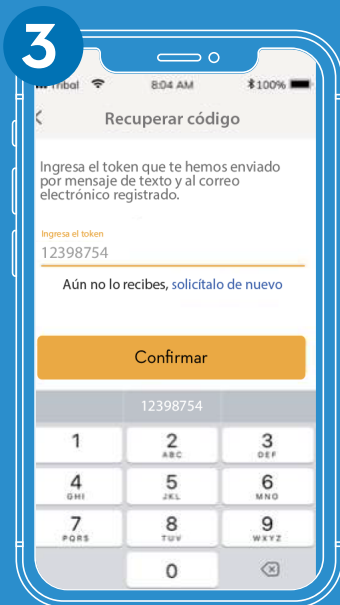 3
8:04 AM
100%
Recuperar código
Ingresa el token que te hemos enviado
por mensaje de texto y al correo
electrónico registrado.
Ingresa el token
12398754
Aún no lo recibes, solicítalo de nuevo
Confirmar
12398754
1 2 3
ABC DEF
4 5 6
GHI JKL MNO
7 8 9
PQRS TUV WXYZ
0